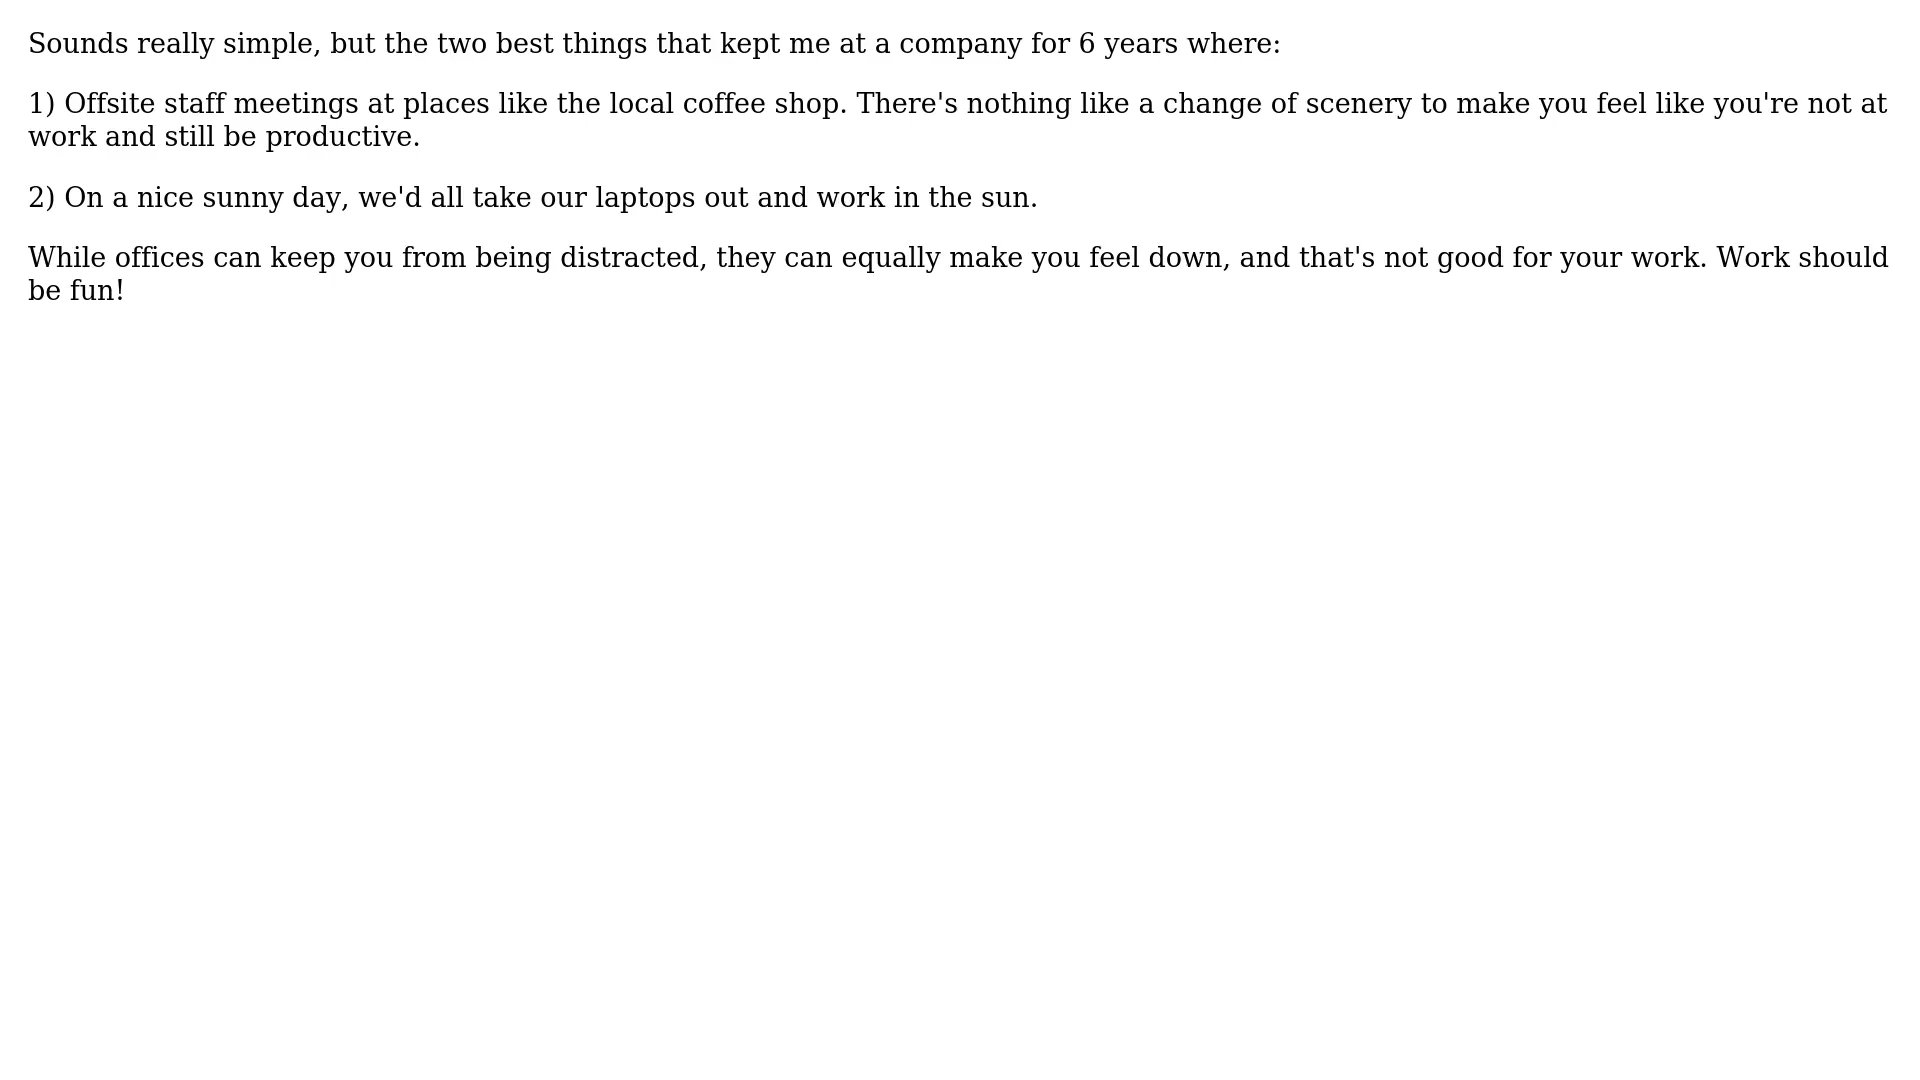 Sounds really simple, but the two best things that kept me at a company for 6 years where:
1) Offsite staff meetings at places like the local coffee shop. There's nothing like a change of scenery to make you feel like you're not at
work and still be productive.
2) On a nice sunny day, we'd all take our laptops out and work in the sun.
While offices can keep you from being distracted, they can equally make you feel down, and that's not good for your work. Work should
be fun!